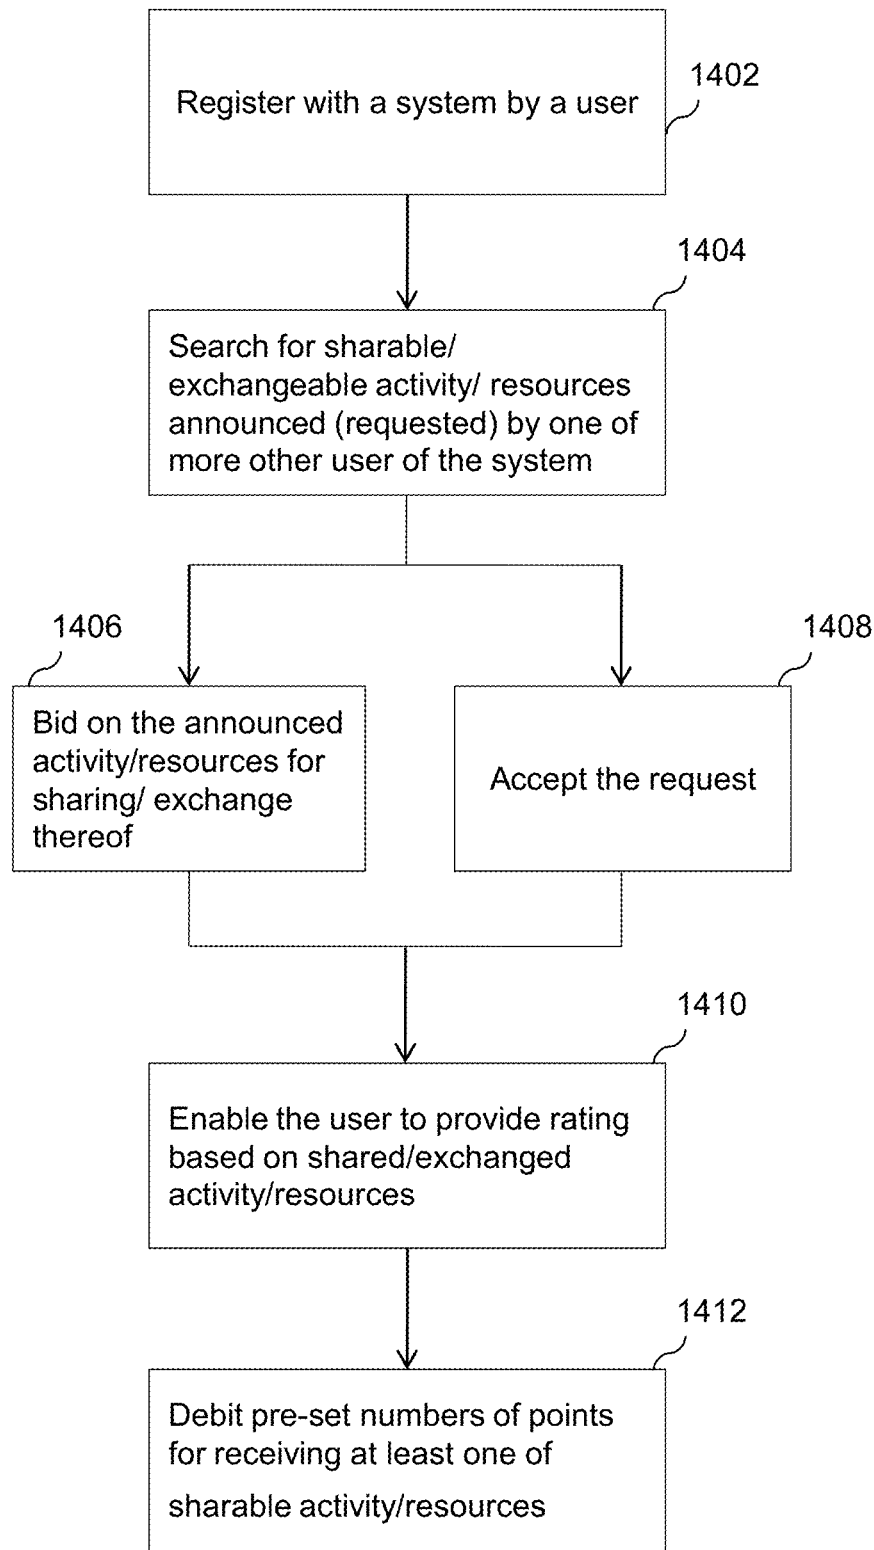 Register with a system by a user
1402
1404
Search for sharable/
exchangeable activity/ resources
announced (requested) by one of
more other user of the system
1406
1408
Bid on the announced
activity/resources for
sharing/ exchange
thereof
Accept the request
1410
Enable the user to provide rating
based on shared/exchanged
activity/resources
1412
Debit pre-set numbers of points
for receiving at least one of
sharable activity/resources